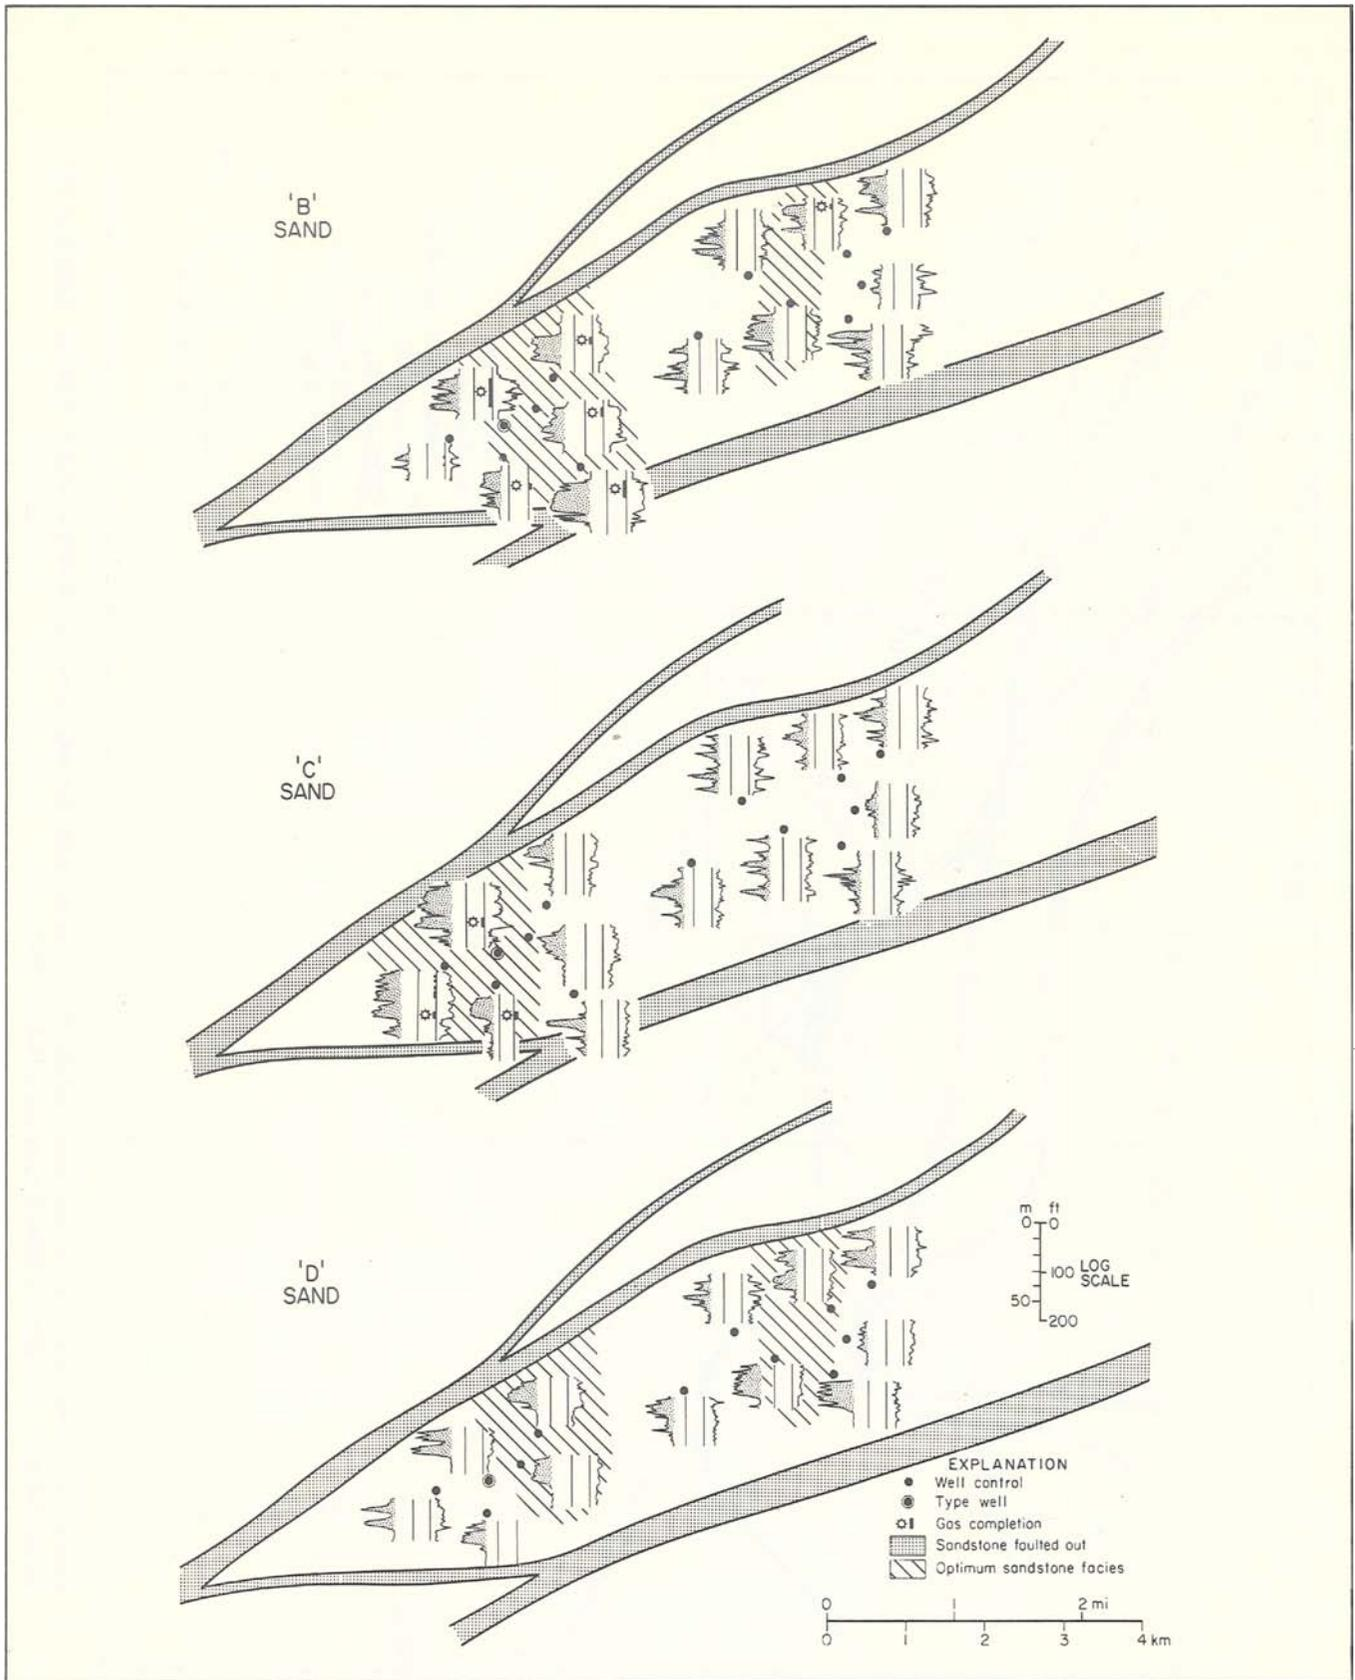 'B'
SAND
'C'
SAND
'D'
SAND
m ft
0 0
100 LOG
SCALE
50
200
EXPLANATION
Well control
Type well
Gas completion
Sandstone faulted out
Optimum sandstone facies
0 1 2 mi
0 1 2 3 4 km